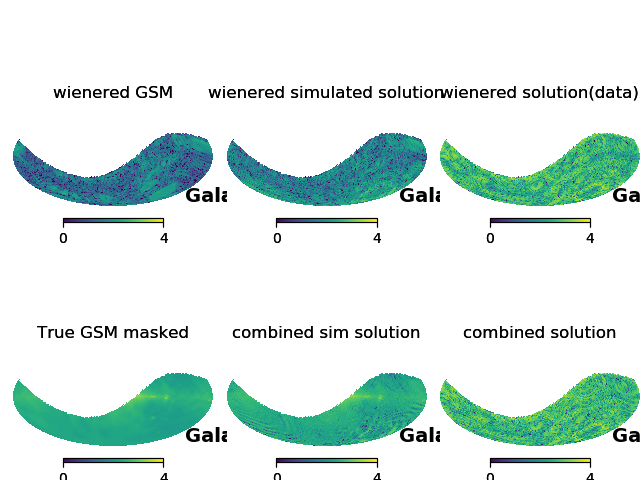 wienered GSM
wienered simulated solution
wienered solution(data)
Gala
Gala
Ga
0 4
0 4
0 4
True GSM masked
combined sim solution
combined solution
Gala
Gala
Ga
0 4
0 4
0 4